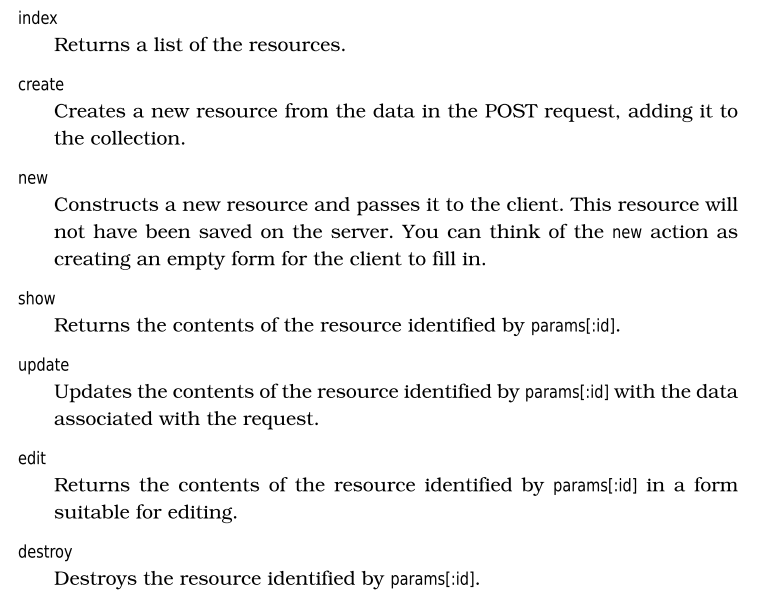 index
Returns a list of the resources.
create
Creates a new resource from the data in the POST request, adding it to
the collection.
new
Constructs a new resource and passes it to the client. This resource will
not have been saved on the server. You can think of the new action as
creating an empty form for the client to fill in.
show
Returns the contents of the resource identified by params[:id].
update
Updates the contents of the resource identified by params[:id] with the data
associated with the request.
edit
Returns the contents of the resource identified by params[:id] in a form
suitable for editing.
destroy
Destroys the resource identified by params[:id].